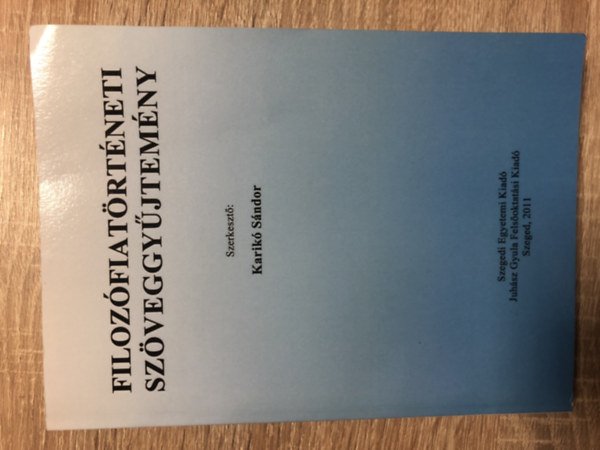 FILOZÓFIATÖRTÉNETI
SZÖVEGGYŰJTEMÉNY
Szerkesztő:
Karikó Sándor
Szegedi Egyetemi Kiadó
Juhász Gyula Felsőoktatási Kiadó
Szeged, 2011